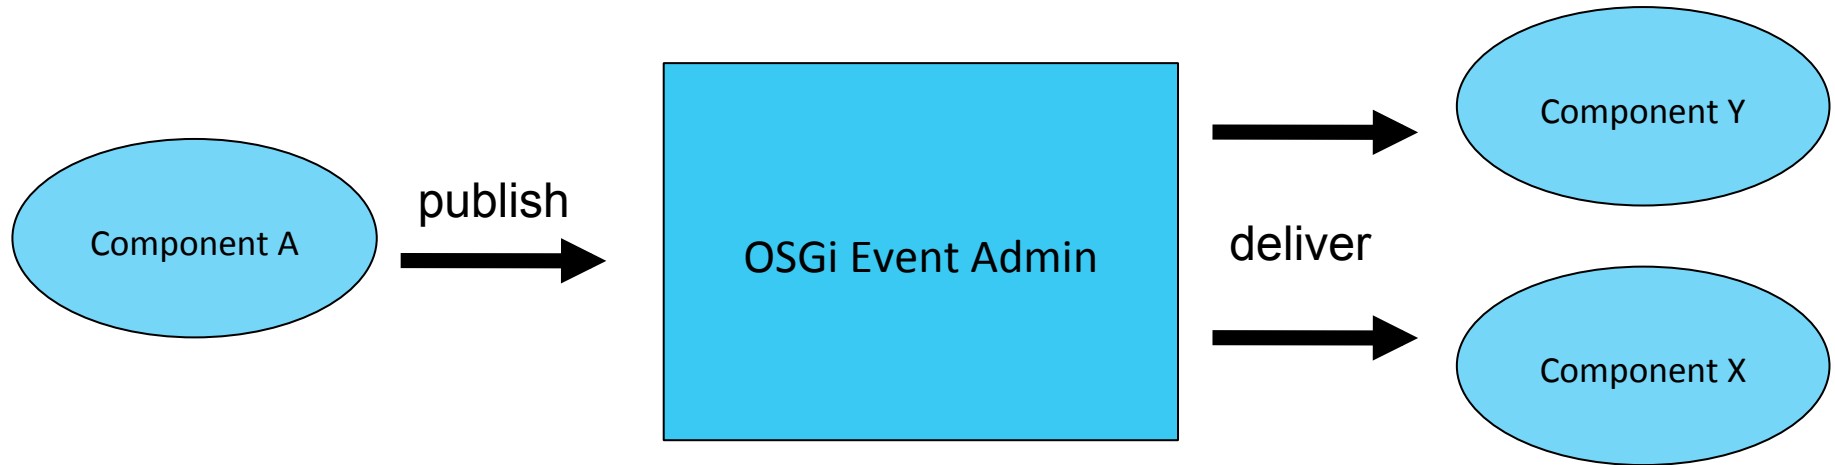 Component A
publish
OSGi Event Admin
deliver
Component Y
Component X